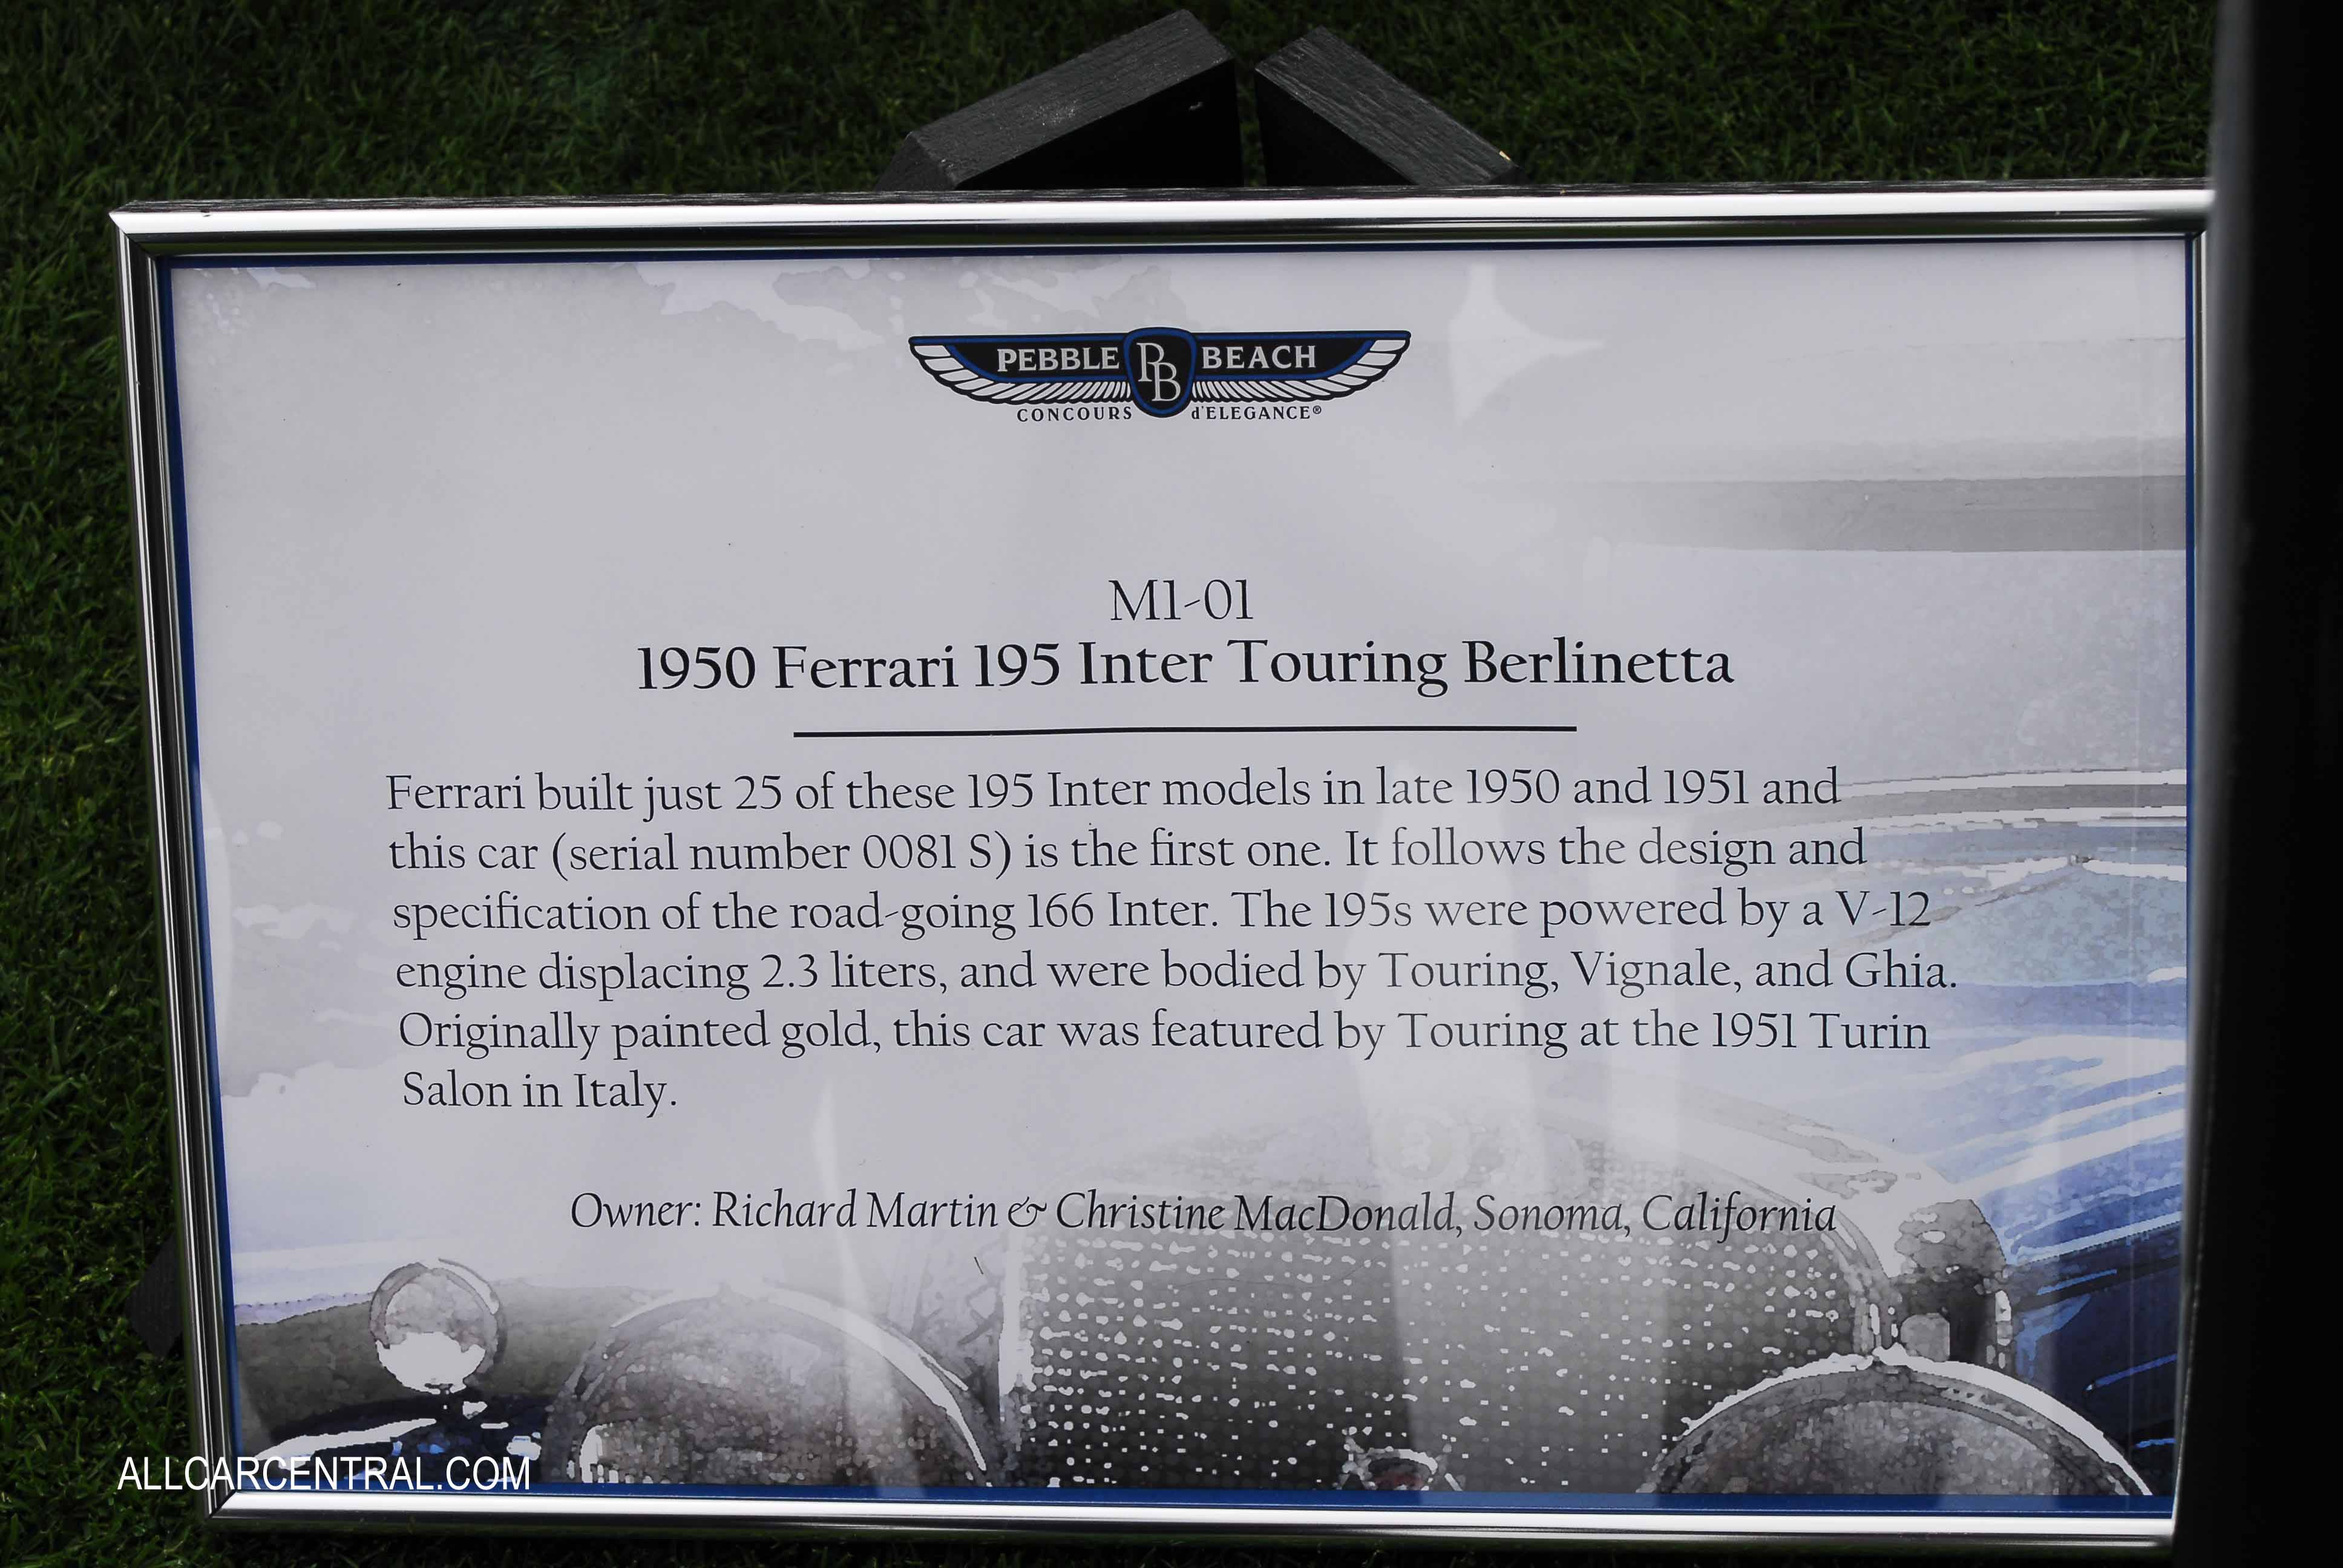 PEBBLE PB BEACH
CONCOURS d'ELEGANCE®
M1-01
1950 Ferrari 195 Inter Touring Berlinetta
Ferrari built just 25 of these 195 Inter models in late 1950 and 1951 and
this car (serial number 0081 S) is the first one. It follows the design and
specification of the road-going 166 Inter. The 195s were powered by a V-12
engine displacing 2.3 liters, and were bodied by Touring, Vignale, and Ghia.
Originally painted gold, this car was featured by Touring at the 1951 Turin
Salon in Italy.
Owner: Richard Martin & Christine MacDonald, Sonoma, California
ALLCARCENTRAL.COM